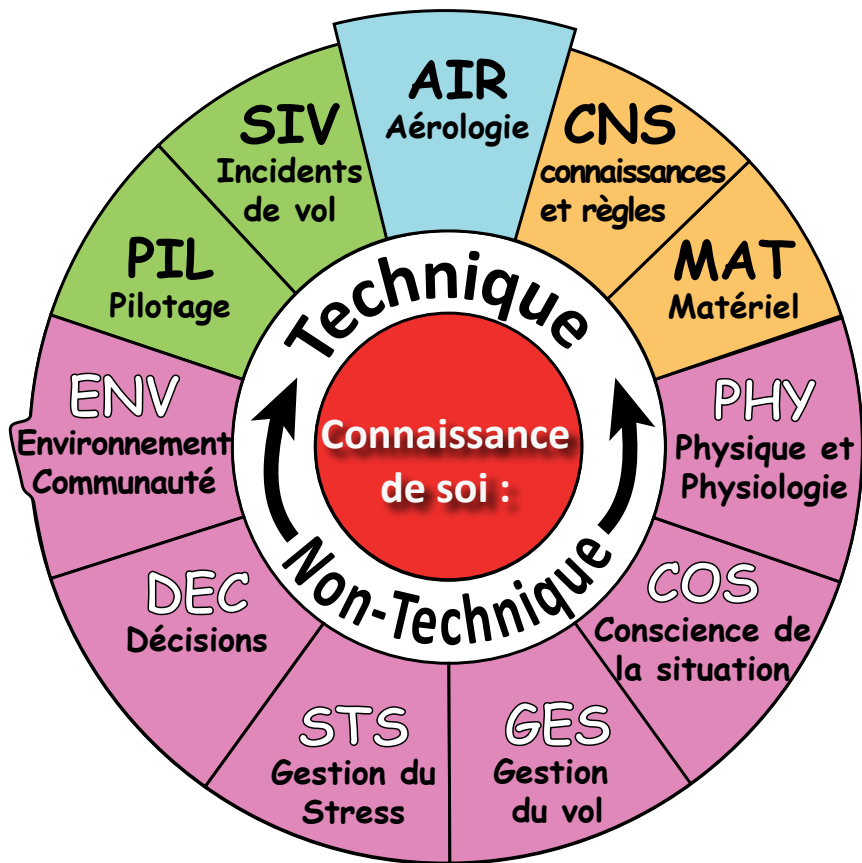 AIR
Aérologie
CNS
connaissances
et règles
MAT
Matériel
PHY
Physique et
Physiologie
COS
Conscience de
la situation
GES
Gestion
du vol
STS
Gestion du
Stress
DEC
Décisions
ENV
Environnement
Communauté
PIL
Pilotage
SIV
Incidents
de vol
Technique
Connaissance
de soi :
Non-Technique